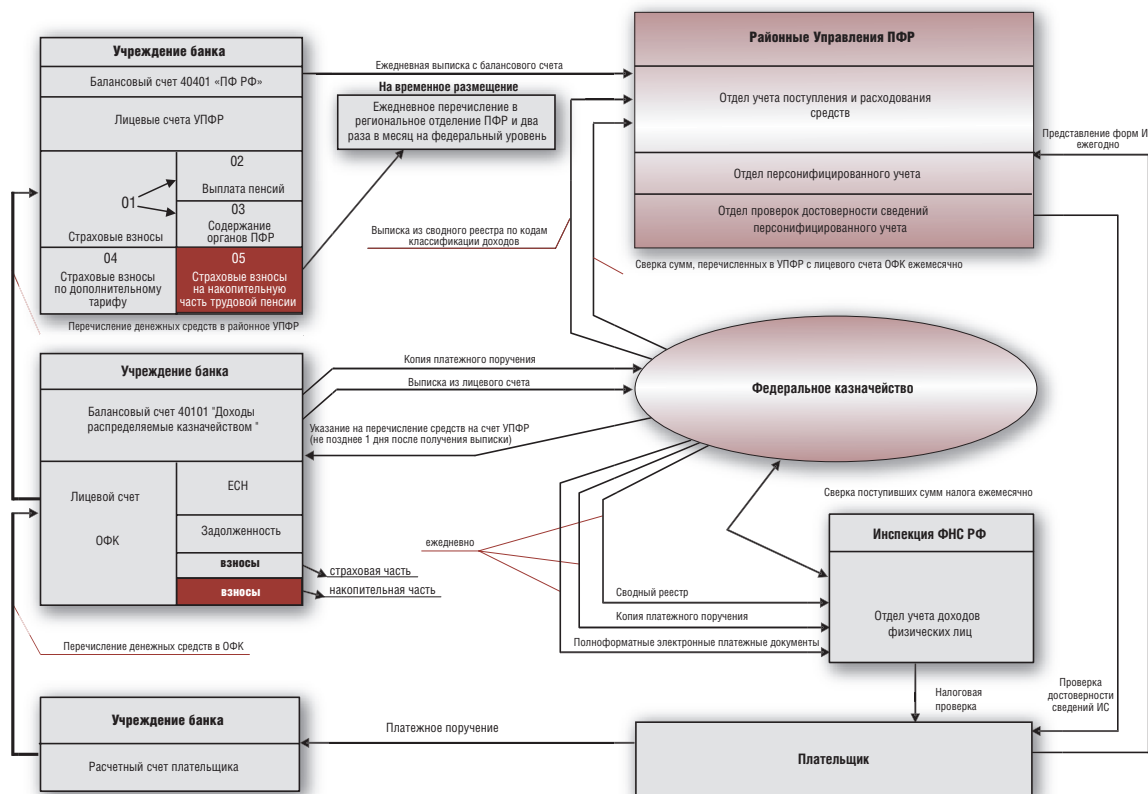 Учреждение банка
Балансовый счет 40401 «ПФ РФ»
Лицевые счета УПФР
01
Страховые взносы
02
Выплата пенсий
03
Содержание
органов ПФР
04
Страховые взносы
по дополнительному
тарифу
05
Страховые взносы
на накопительную
часть трудовой пенсии
Ежедневная выписка с балансового счета
На временное размещение
Ежедневное перечисление в
региональное отделение ПФР и два
раза в месяц на федеральный уровень
Районные Управления ПФР
Отдел учета поступления и расходования
средств
Отдел персонифицированного учета
Отдел проверок достоверности сведений
персонифицированного учета
Представление форм И
ежегодно
Выписка из сводного реестра по кодам
классификации доходов
Сверка сумм, перечисленных в УПФР с лицевого счета ОФК ежемесячно
Перечисление денежных средств в районное УПФР
Учреждение банка
Балансовый счет 40101 "Доходы
распределяемые казначейством "
Лицевой счет
ОФК
ЕСН
Задолженность
взносы
взносы
страховая часть
накопительная часть
Копия платежного поручения
Выписка из лицевого счета
Указание на перечисление средств на счет УПФР
(не позднее 1 дня после получения выписки)
Федеральное казначейство
Сверка поступивших сумм налога ежемесячно
ежедневно
Инспекция ФНС РФ
Отдел учета доходов
физических лиц
Сводный реестр
Копия платежного поручения
Полноформатные электронные платежные документы
Перечисление денежных средств в ОФК
Налоговая
проверка
Проверка
достоверности
сведений ИС
Учреждение банка
Расчетный счет плательщика
Платежное поручение
Плательщик